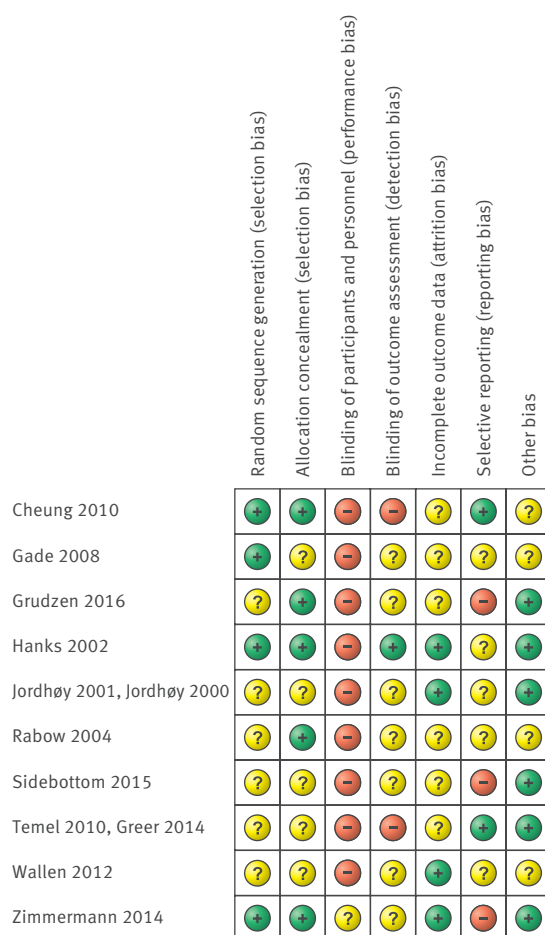 Random sequence generation (selection bias)
Allocation concealment (selection bias)
Blinding of participants and personnel (performance bias)
Blinding of outcome assessment (detection bias)
Incomplete outcome data (attrition bias)
Selective reporting (reporting bias)
Other bias
Cheung 2010 + + - - ? + ?
Gade 2008 + ? - ? ? ? ?
Grudzen 2016 ? + - ? ? - +
Hanks 2002 + + - + + ? +
Jordhøy 2001, Jordhøy 2000 ? ? - ? + ? +
Rabow 2004 ? + - ? ? ? ?
Sidebottom 2015 ? ? - ? ? - +
Temel 2010, Greer 2014 ? ? - - ? + +
Wallen 2012 ? ? - ? + ? ?
Zimmermann 2014 + + ? ? + - +